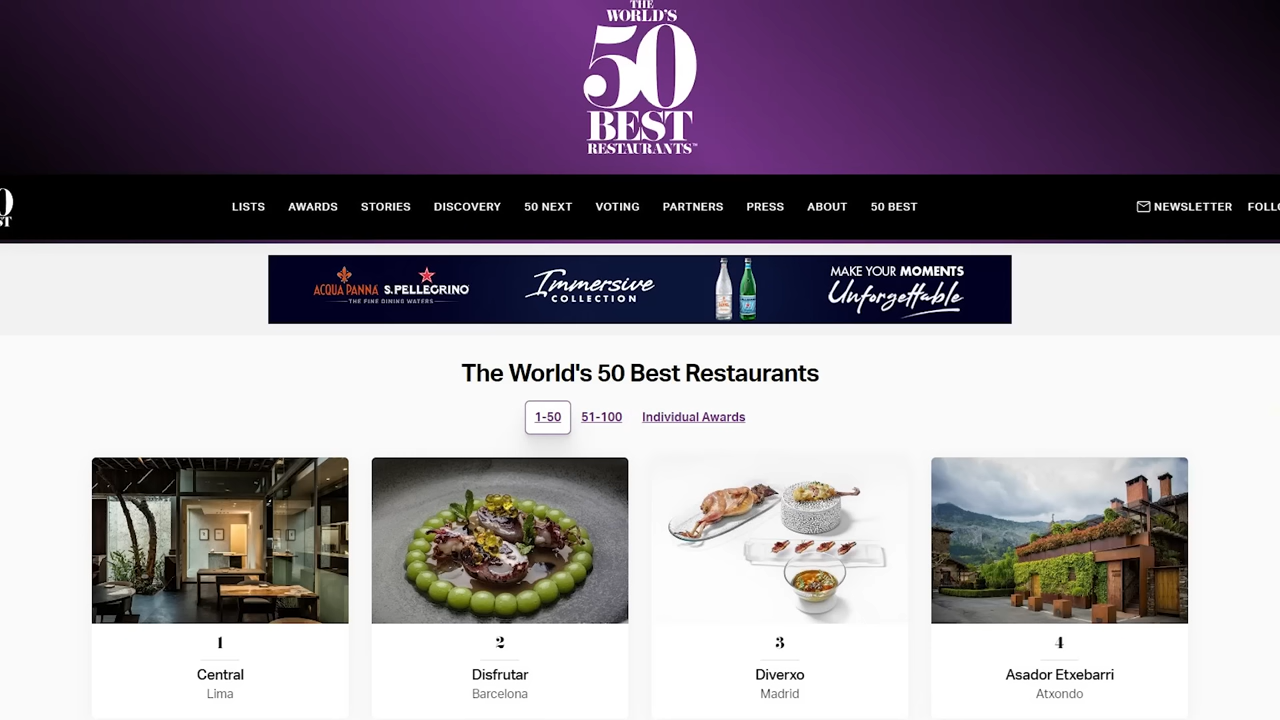 THE
WORLD'S
50
BEST
RESTAURANTS™
LISTS AWARDS STORIES DISCOVERY 50 NEXT VOTING PARTNERS PRESS ABOUT 50 BEST NEWSLETTER
ACQUA PANNA S.PELLEGRINO
THE FINE DINING WATERS
Immersive
COLLECTION
MAKE YOUR MOMENTS
Unforgettable
The World's 50 Best Restaurants
1-50 51-100 Individual Awards
1 2 3 4
Central Disfrutar Diverxo Asador Etxebarri
Lima Barcelona Madrid Atxondo